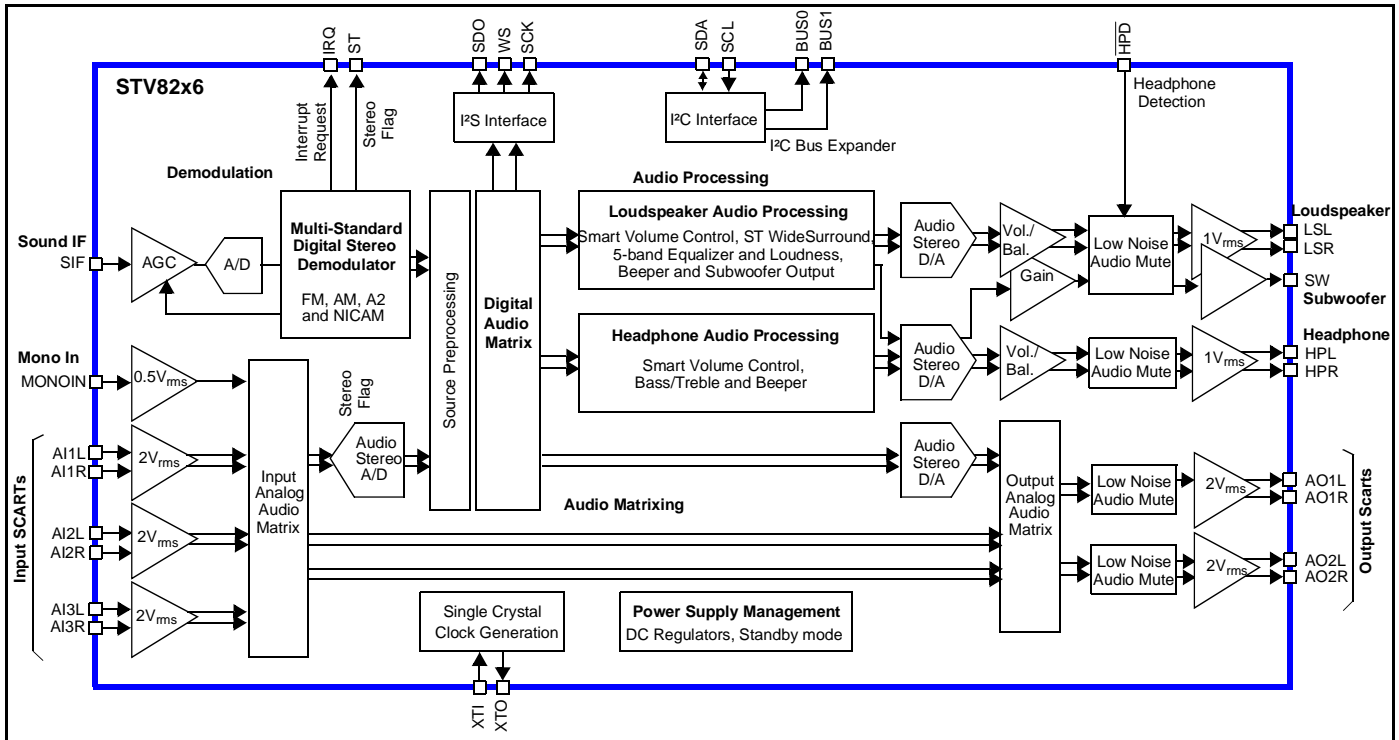 IRQ
ST
SDO
WS
SCK
SDA
SCL
BUS0
BUS1
HPD
STV82x6
Interrupt
Request
Stereo
Flag
I²S Interface
I²C Interface
I²C Bus Expander
Headphone
Detection
Demodulation
Audio Processing
Sound IF
SIF
AGC
A/D
Multi-Standard
Digital Stereo
Demodulator
FM, AM, A2
and NICAM
Source Preprocessing
Digital
Audio
Matrix
Loudspeaker Audio Processing
Smart Volume Control, ST WideSurround,
5-band Equalizer and Loudness,
Beeper and Subwoofer Output
Audio
Stereo
D/A
Vol./
Bal.
Gain
Low Noise
Audio Mute
1Vrms
Loudspeaker
LSL
LSR
SW
Subwoofer
Headphone Audio Processing
Smart Volume Control,
Bass/Treble and Beeper
Audio
Stereo
D/A
Vol./
Bal.
Low Noise
Audio Mute
1Vrms
Headphone
HPL
HPR
Mono In
MONOIN
0.5Vrms
Stereo
Flag
Input SCARTs
AI1L
AI1R
2Vrms
AI2L
AI2R
2Vrms
AI3L
AI3R
2Vrms
Input
Analog
Audio
Matrix
Audio
Stereo
A/D
Audio Matrixing
Audio
Stereo
D/A
Output
Analog
Audio
Matrix
Low Noise
Audio Mute
2Vrms
AO1L
AO1R
Low Noise
Audio Mute
2Vrms
AO2L
AO2R
Output Scarts
Single Crystal
Clock Generation
Power Supply Management
DC Regulators, Standby mode
XTI
XTO